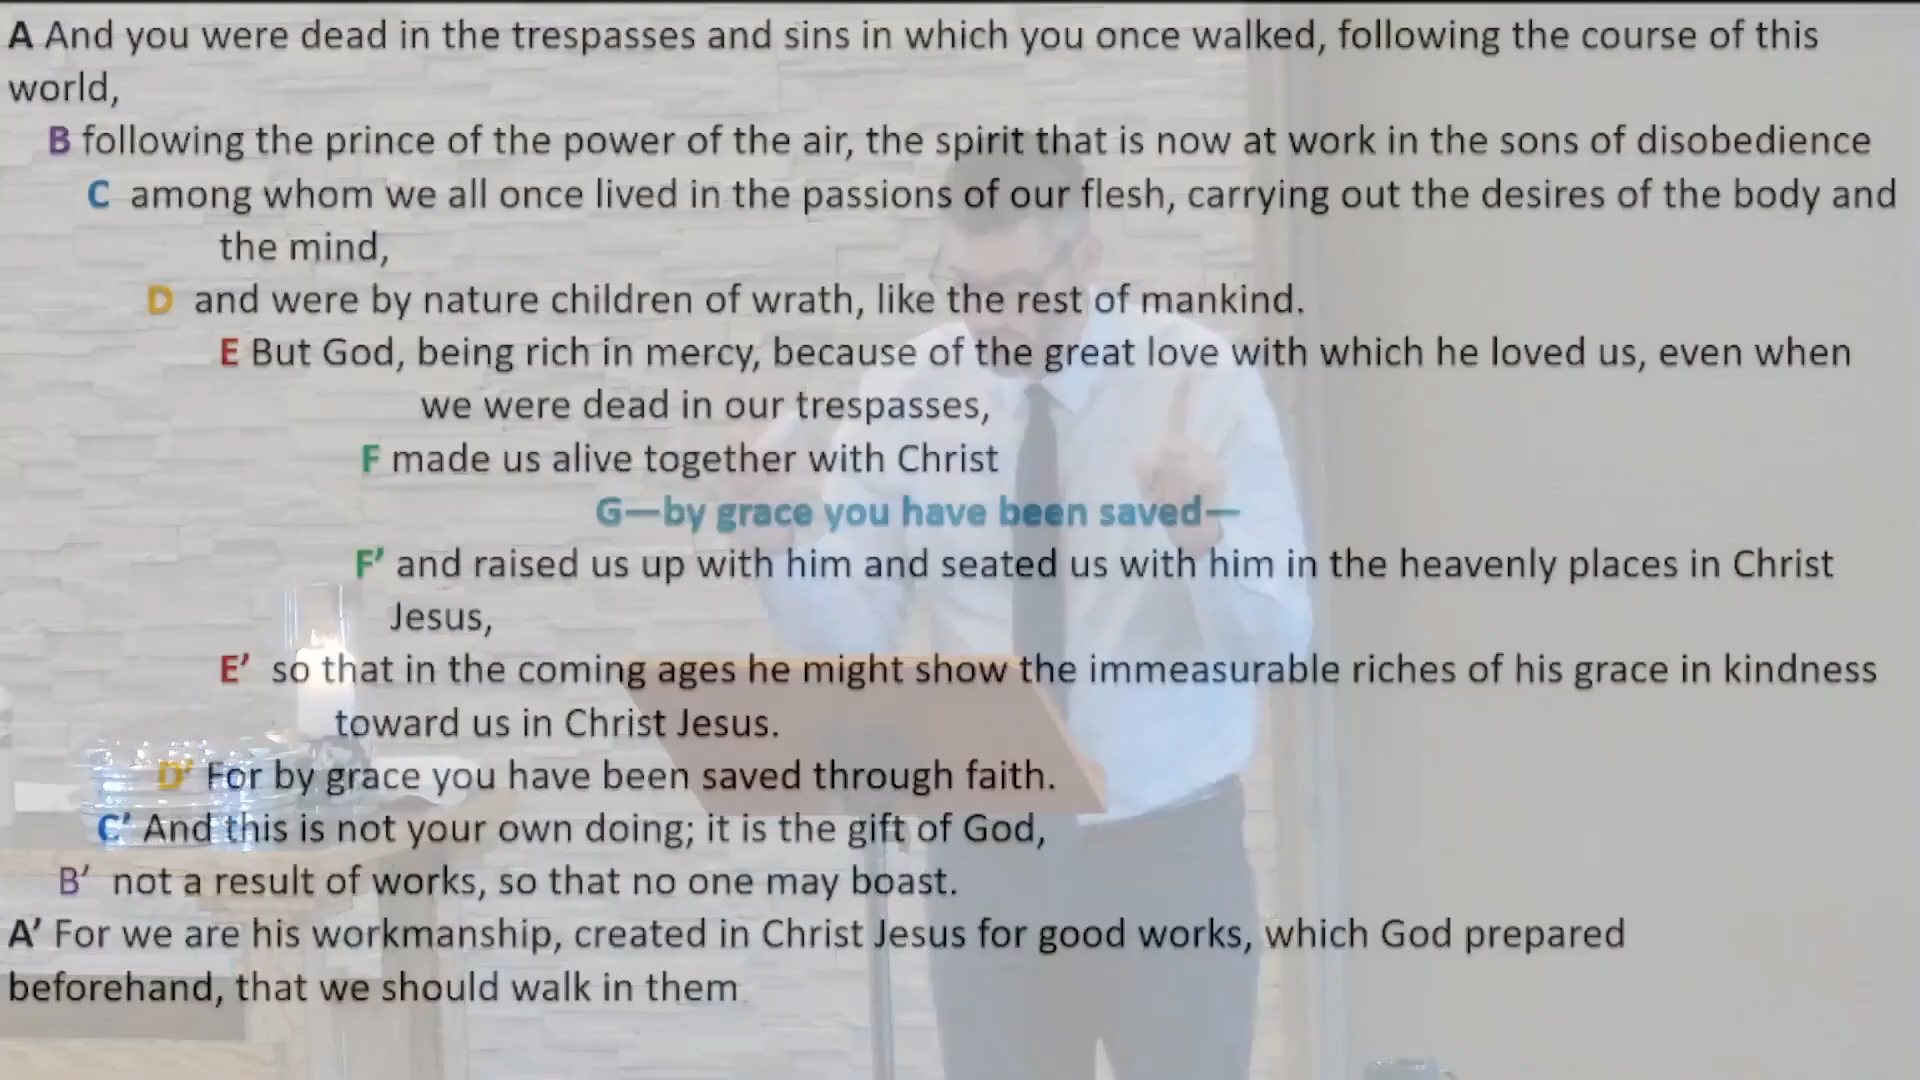 A And you were dead in the trespasses and sins in which you once walked, following the course of this
world,
B following the prince of the power of the air, the spirit that is now at work in the sons of disobedience
C among whom we all once lived in the passions of our flesh, carrying out the desires of the body and
the mind,
D and were by nature children of wrath, like the rest of mankind.
E But God, being rich in mercy, because of the great love with which he loved us, even when
we were dead in our trespasses,
F made us alive together with Christ
G—by grace you have been saved—
F’ and raised us up with him and seated us with him in the heavenly places in Christ
Jesus,
E’ so that in the coming ages he might show the immeasurable riches of his grace in kindness
toward us in Christ Jesus.
D’ For by grace you have been saved through faith.
C’ And this is not your own doing; it is the gift of God,
B’ not a result of works, so that no one may boast.
A’ For we are his workmanship, created in Christ Jesus for good works, which God prepared
beforehand, that we should walk in them